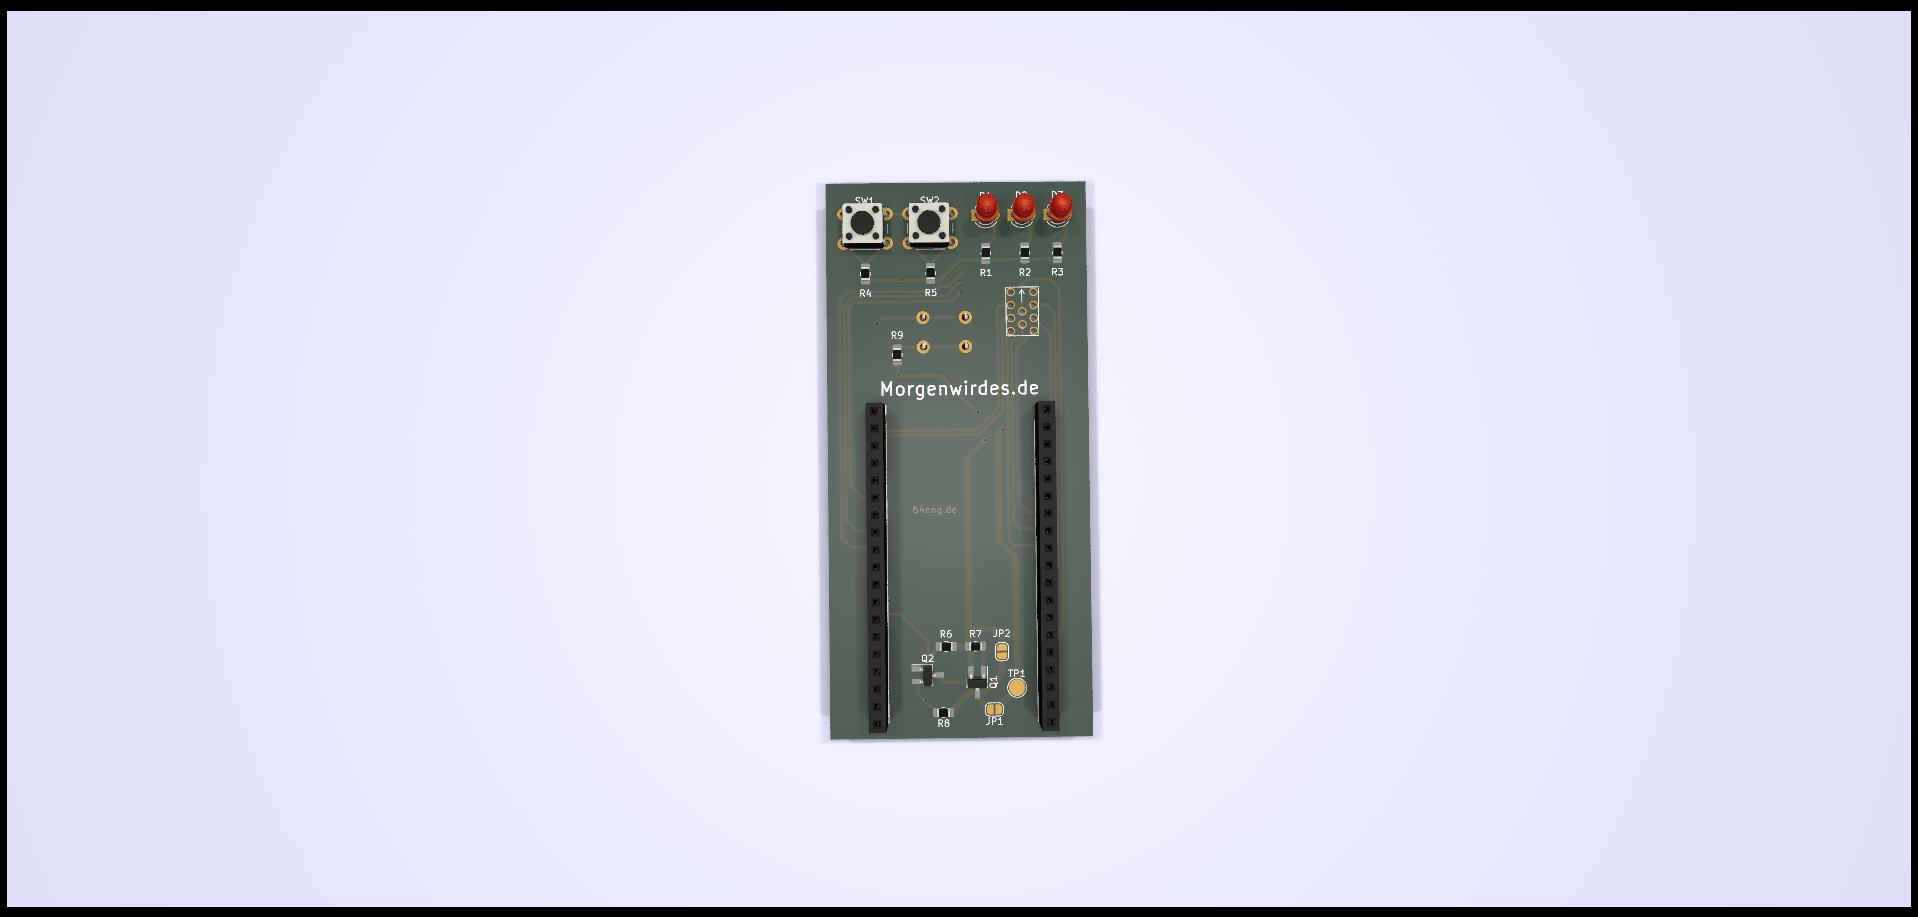 SW1 SW2 D1 D2 D3
R1 R2 R3
R4 R5
R9
Morgenwirdes.de
64eng.de
R6 R7 JP2
Q2
TP1
Q1
R8 JP1